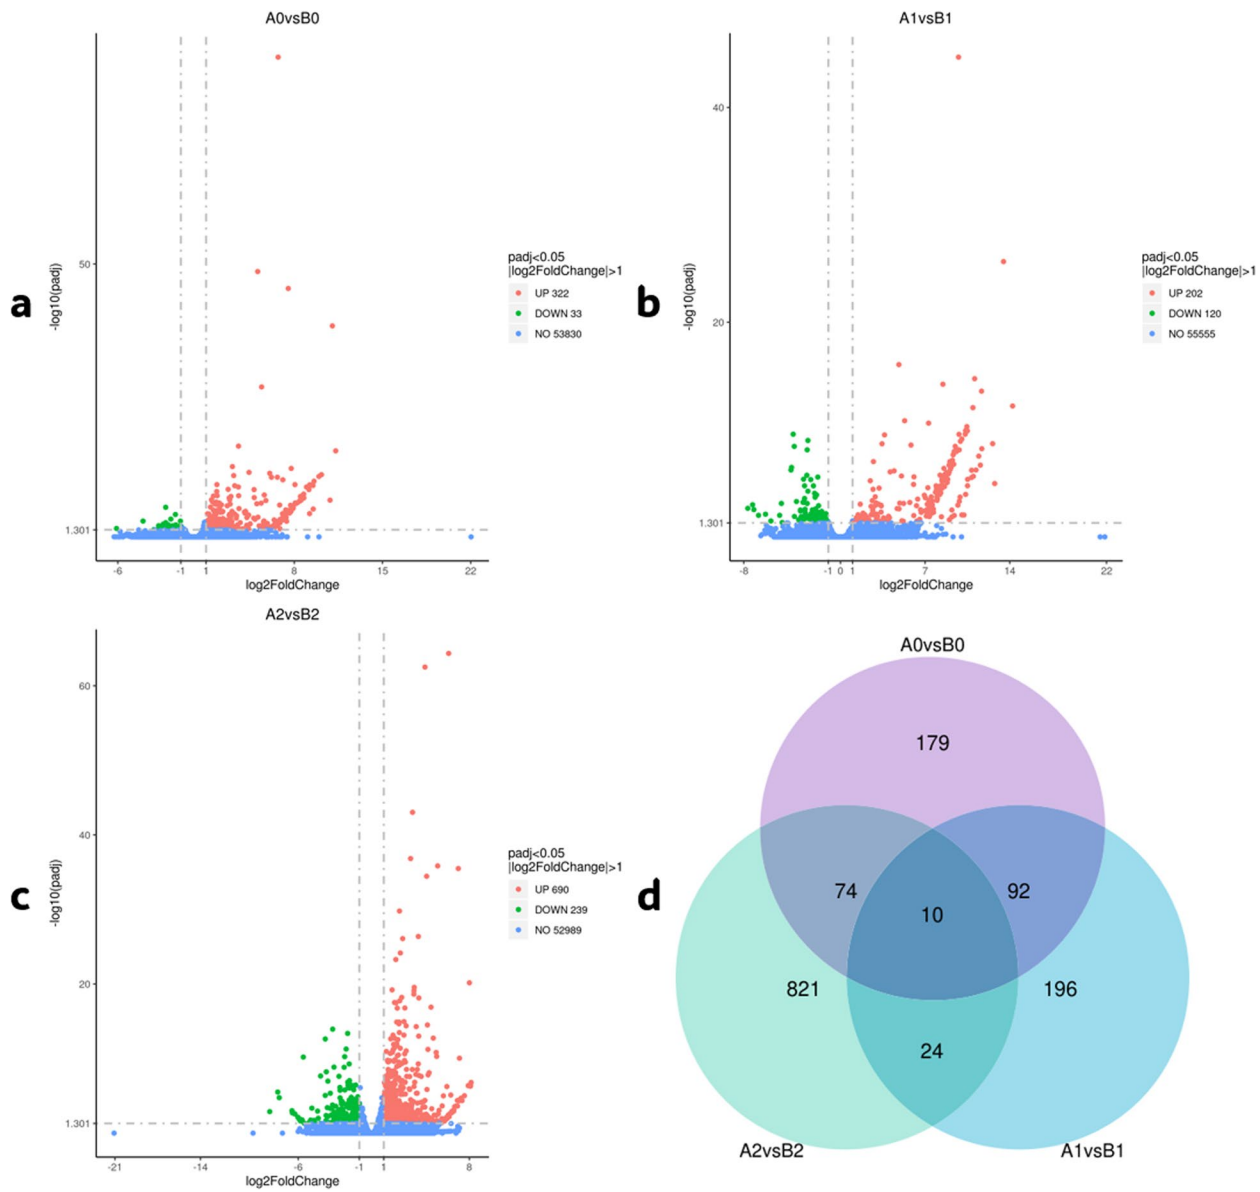 A0vsB0
50
1.301
-log10(padj)
-6
-1
1
8
15
22
log2FoldChange
padj<0.05
|log2FoldChange|>1
UP 322
DOWN 33
NO 53830
a
A1vsB1
40
20
1.301
-log10(padj)
-8
-1
0
1
7
14
22
log2FoldChange
padj<0.05
|log2FoldChange|>1
UP 202
DOWN 120
NO 55555
b
A2vsB2
60
40
20
1.301
-log10(padj)
-21
-14
-6
-1
1
8
log2FoldChange
padj<0.05
|log2FoldChange|>1
UP 690
DOWN 239
NO 52989
c
d
A0vsB0
179
74
92
10
821
196
24
A2vsB2
A1vsB1